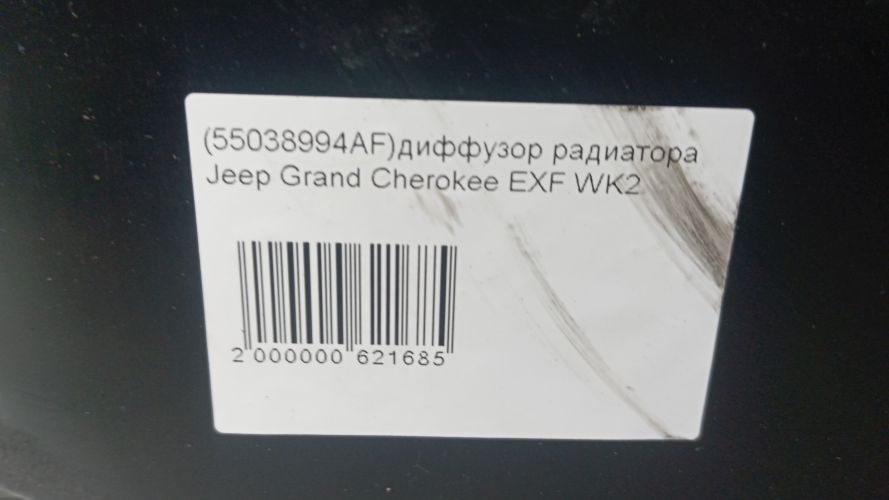 (55038994AF)диффузор радиатора
Jeep Grand Cherokee EXF WK2
2 000000 621685